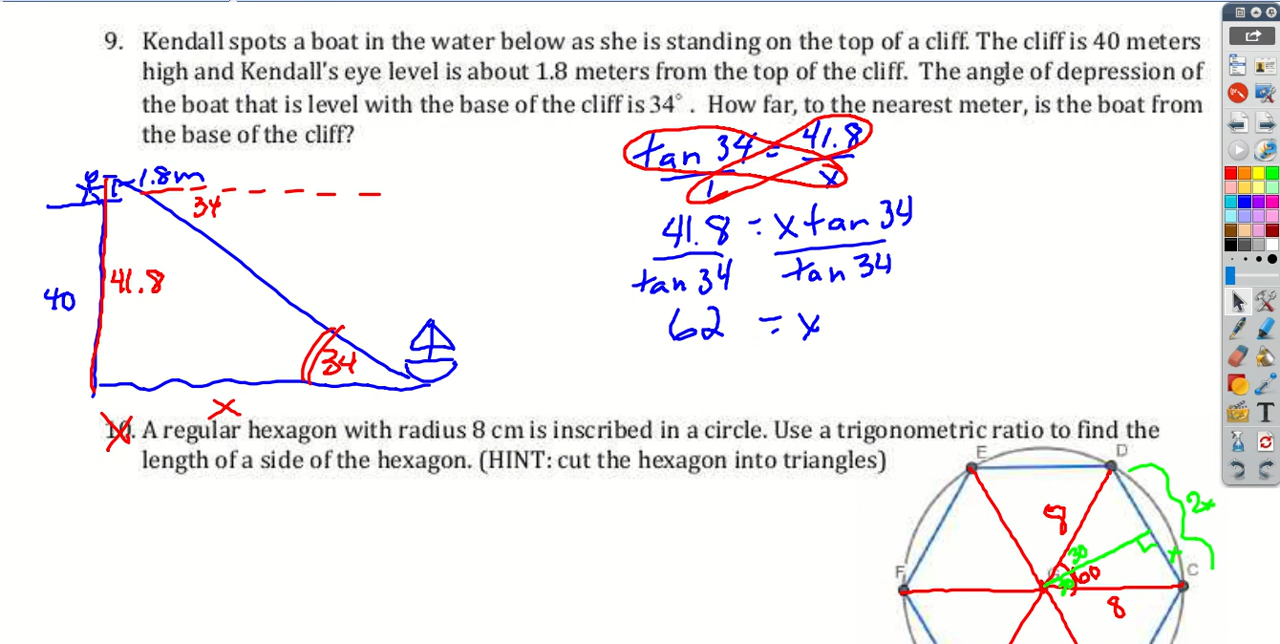 9. Kendall spots a boat in the water below as she is standing on the top of a cliff. The cliff is 40 meters
high and Kendall's eye level is about 1.8 meters from the top of the cliff. The angle of depression of
the boat that is level with the base of the cliff is 34°. How far, to the nearest meter, is the boat from
the base of the cliff?
tan 34 = 41.8
1 x
41.8 = x tan 34
tan 34 tan 34
62 = x
1.8m
34
41.8
40
34
x
10. A regular hexagon with radius 8 cm is inscribed in a circle. Use a trigonometric ratio to find the
length of a side of the hexagon. (HINT: cut the hexagon into triangles)
E D
2x
8
30
x
60
F C
8
T